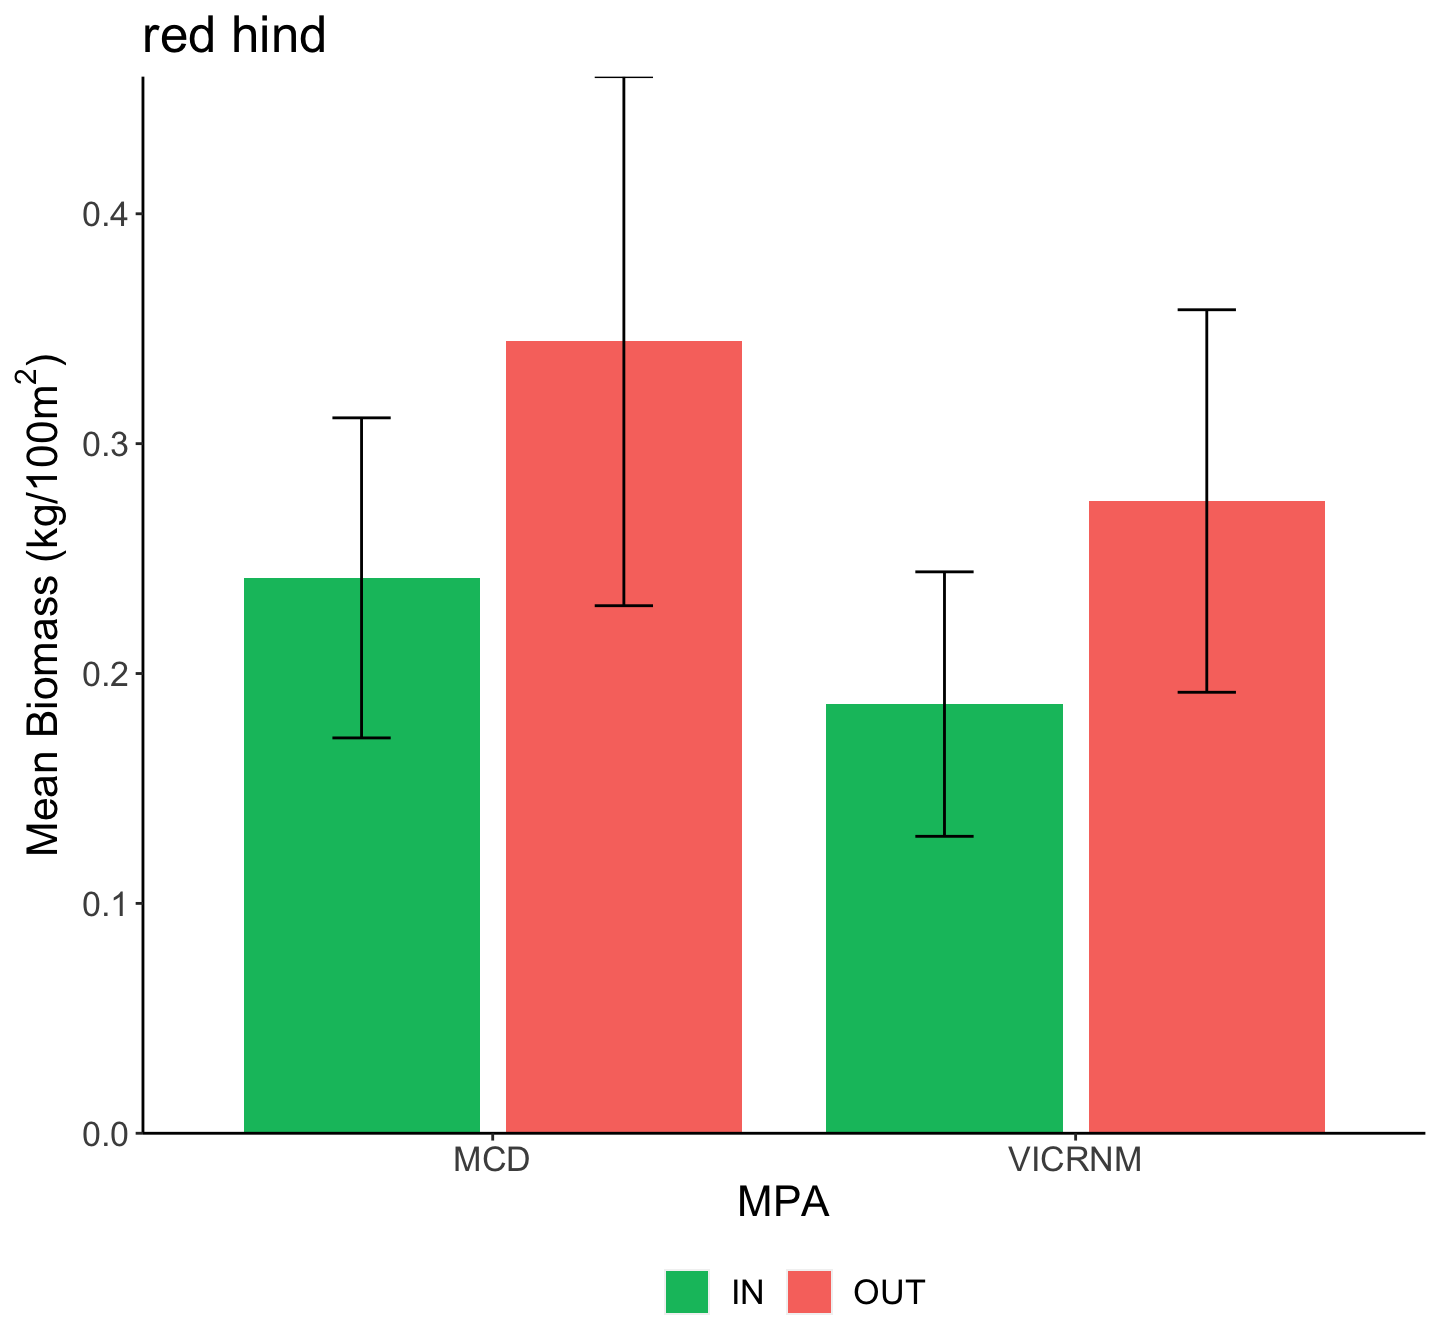 red hind
Mean Biomass (kg/100m²)
0.4
0.3
0.2
0.1
0.0
MCD VICRNM
MPA
IN OUT